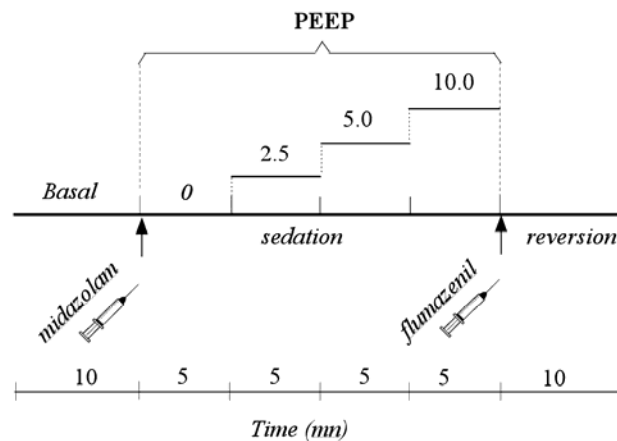 PEEP
10.0
5.0
2.5
Basal 0
sedation reversion
midazolam flumazenil
10 5 5 5 5 10
Time (mn)